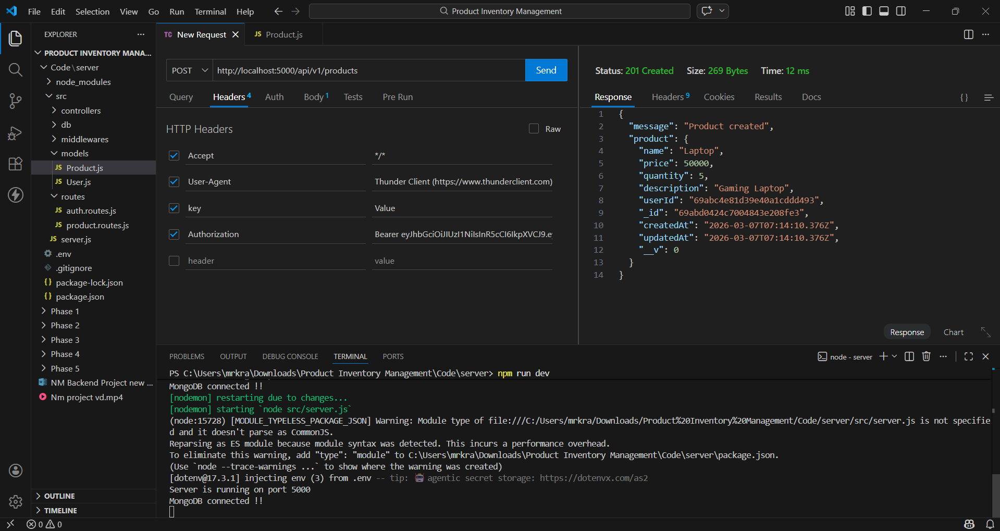 File Edit Selection View Go Run Terminal Help
Product Inventory Management
EXPLORER
PRODUCT INVENTORY MANA...
Code\server
node_modules
src
controllers
db
middlewares
models
JS Product.js
JS User.js
routes
JS auth.routes.js
JS product.routes.js
JS server.js
.env
.gitignore
{} package-lock.json
{} package.json
Phase 1
Phase 2
Phase 3
Phase 4
Phase 5
NM Backend Project new ...
Nm project vd.mp4
OUTLINE
TIMELINE
TC New Request
JS Product.js
POST http://localhost:5000/api/v1/products Send
Query Headers 4 Auth Body 1 Tests Pre Run
HTTP Headers Raw
Accept */*
User-Agent Thunder Client (https://www.thunderclient.com)
key Value
Authorization Bearer eyJhbGciOiJIUzI1NiIsInR5cCI6IkpXVCJ9.ey
header value
Status: 201 Created Size: 269 Bytes Time: 12 ms
Response Headers 9 Cookies Results Docs {}
1 {
2 "message": "Product created",
3 "product": {
4 "name": "Laptop",
5 "price": 50000,
6 "quantity": 5,
7 "description": "Gaming Laptop",
8 "userId": "69abc4e81d39e40a1cddd493",
9 "_id": "69abd0424c7004843e208fe3",
10 "createdAt": "2026-03-07T07:14:10.376Z",
11 "updatedAt": "2026-03-07T07:14:10.376Z",
12 "__v": 0
13 }
14 }
Response Chart
PROBLEMS OUTPUT DEBUG CONSOLE TERMINAL PORTS
node - server
PS C:\Users\mrkra\Downloads\Product Inventory Management\Code\server> npm run dev
MongoDB connected !!
[nodemon] restarting due to changes...
[nodemon] starting `node src/server.js`
(node:15728) [MODULE_TYPELESS_PACKAGE_JSON] Warning: Module type of file:///C:/Users/mrkra/Downloads/Product%20Inventory%20Management/Code/server/src/server.js is not specifie
d and it doesn't parse as CommonJS.
Reparsing as ES module because module syntax was detected. This incurs a performance overhead.
To eliminate this warning, add "type": "module" to C:\Users\mrkra\Downloads\Product Inventory Management\Code\server\package.json.
(Use `node --trace-warnings ...` to show where the warning was created)
[dotenv@17.3.1] injecting env (3) from .env -- tip: 🤖 agentic secret storage: https://dotenvx.com/as2
Server is running on port 5000
MongoDB connected !!
0 0